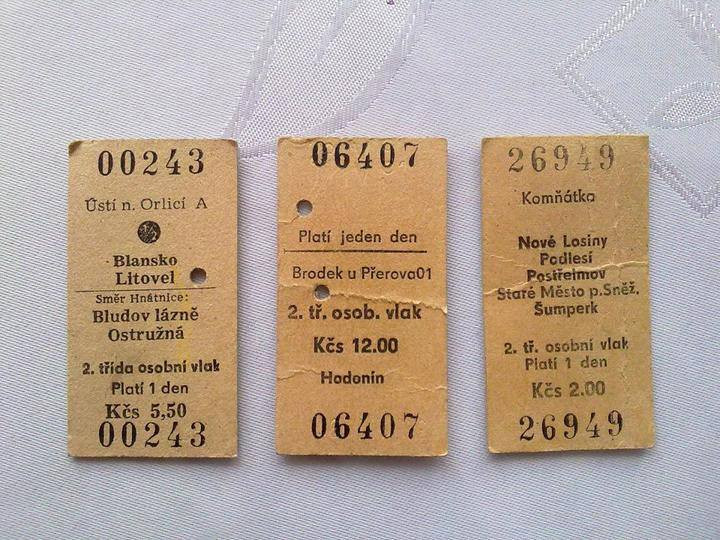 00243
Ústí n. Orlicí A
Blansko
Litovel
Směr Hnátnice:
Bludov lázně
Ostružná
2. třída osobní vlak
Platí 1 den
Kčs 5,50
00243
06407
Platí jeden den
Brodek u Přerova01
2. tř. osob. vlak
Kčs 12.00
Hodonín
06407
26949
Komňátka
Nové Losiny
Podlesí
Postřelmov
Staré Město p.Sněž.
Šumperk
2. tř. osobní vlak
Platí 1 den
Kčs 2.00
26949